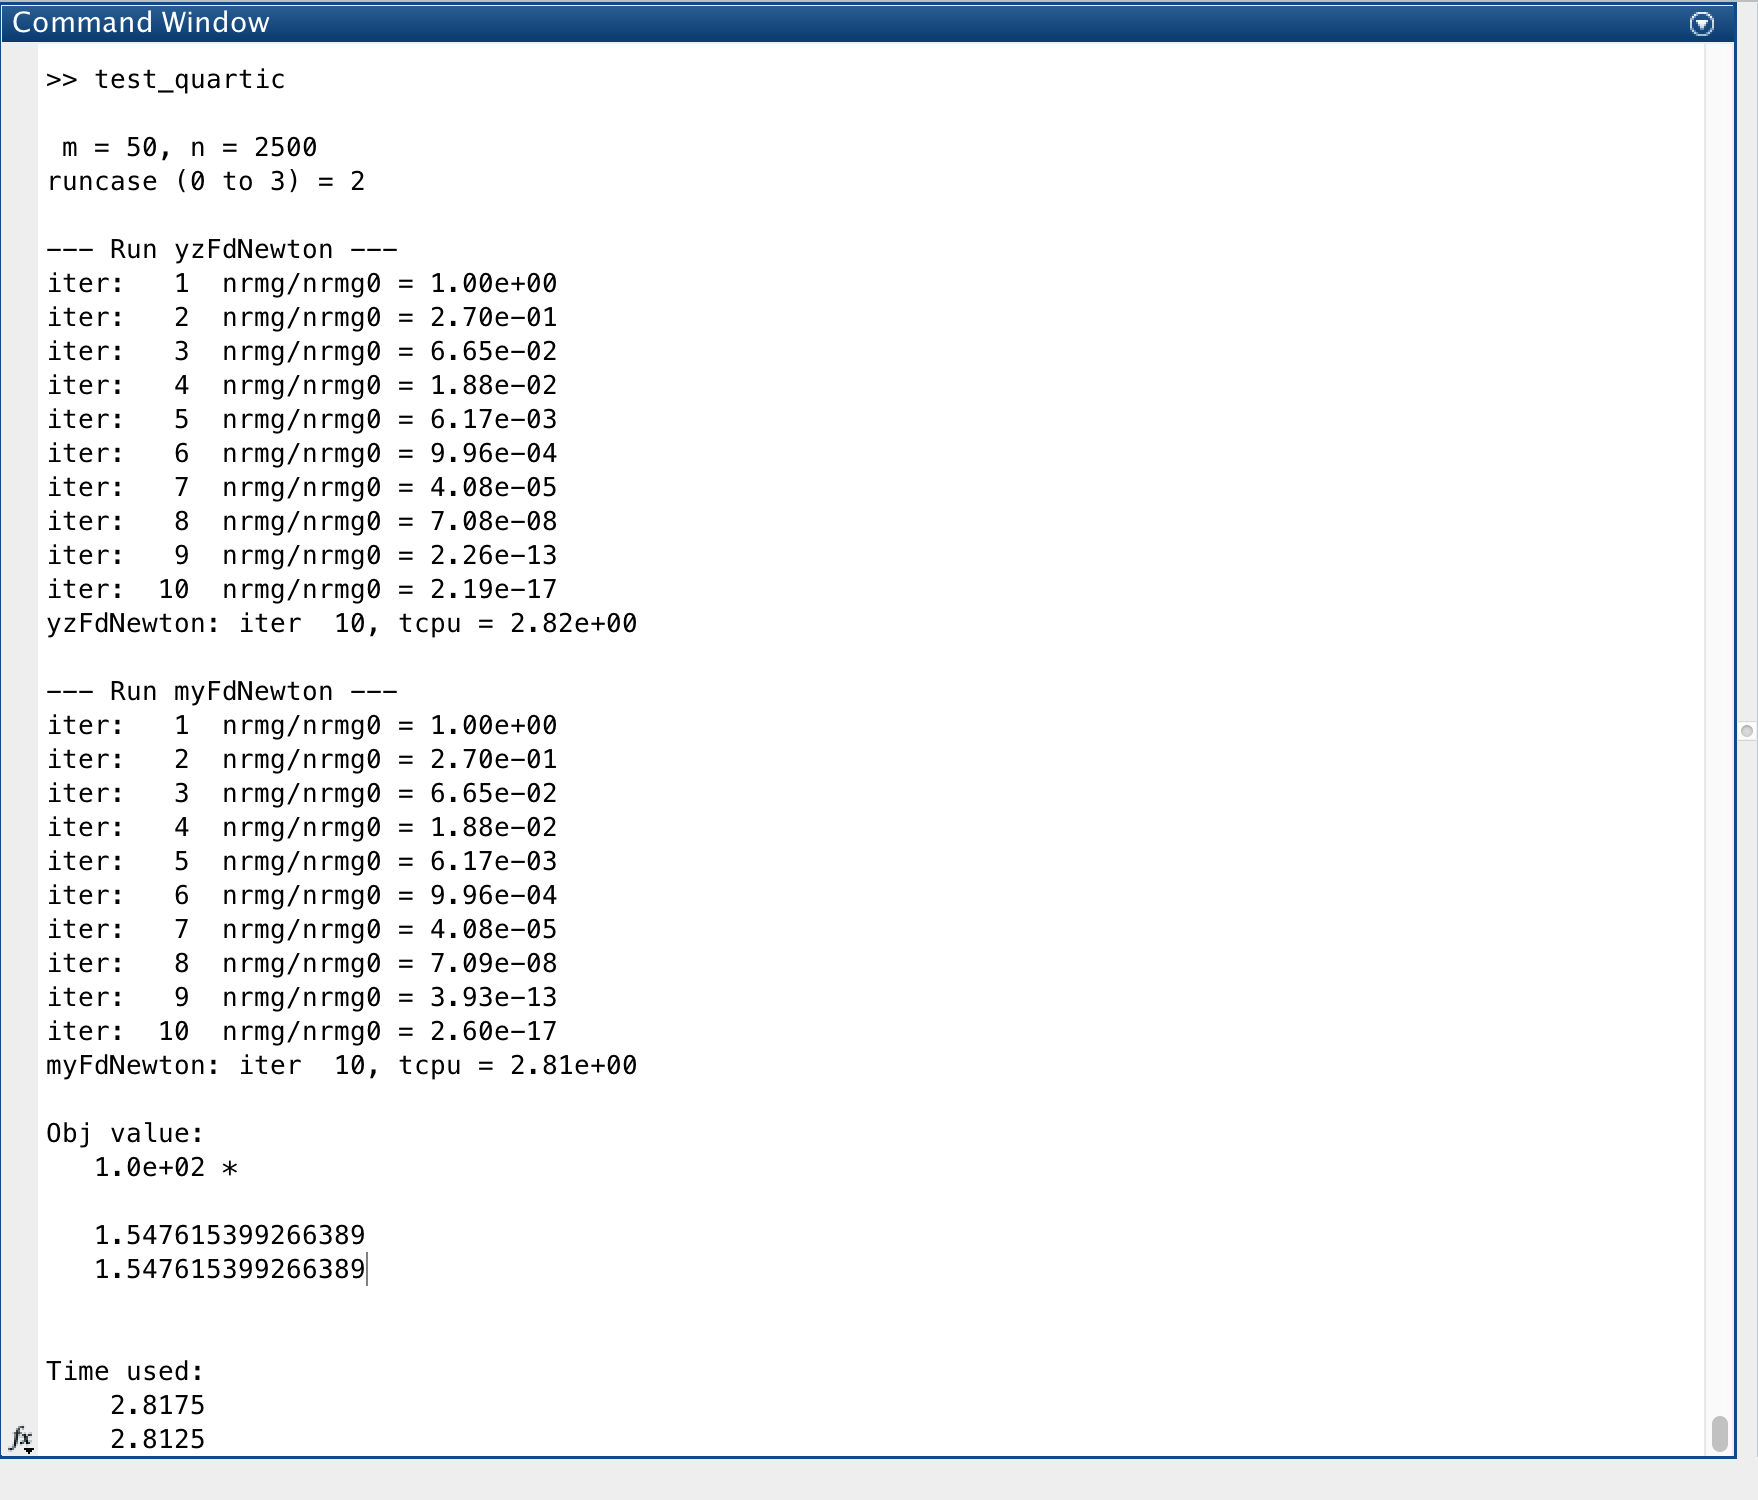 Command Window
>> test_quartic
m = 50, n = 2500
runcase (0 to 3) = 2
--- Run yzFdNewton ---
iter:   1  nrmg/nrmg0 = 1.00e+00
iter:   2  nrmg/nrmg0 = 2.70e-01
iter:   3  nrmg/nrmg0 = 6.65e-02
iter:   4  nrmg/nrmg0 = 1.88e-02
iter:   5  nrmg/nrmg0 = 6.17e-03
iter:   6  nrmg/nrmg0 = 9.96e-04
iter:   7  nrmg/nrmg0 = 4.08e-05
iter:   8  nrmg/nrmg0 = 7.08e-08
iter:   9  nrmg/nrmg0 = 2.26e-13
iter:  10  nrmg/nrmg0 = 2.19e-17
yzFdNewton: iter  10, tcpu = 2.82e+00
--- Run myFdNewton ---
iter:   1  nrmg/nrmg0 = 1.00e+00
iter:   2  nrmg/nrmg0 = 2.70e-01
iter:   3  nrmg/nrmg0 = 6.65e-02
iter:   4  nrmg/nrmg0 = 1.88e-02
iter:   5  nrmg/nrmg0 = 6.17e-03
iter:   6  nrmg/nrmg0 = 9.96e-04
iter:   7  nrmg/nrmg0 = 4.08e-05
iter:   8  nrmg/nrmg0 = 7.09e-08
iter:   9  nrmg/nrmg0 = 3.93e-13
iter:  10  nrmg/nrmg0 = 2.60e-17
myFdNewton: iter  10, tcpu = 2.81e+00
Obj value:
1.0e+02 *
1.547615399266389
1.547615399266389
Time used:
2.8175
fx
2.8125